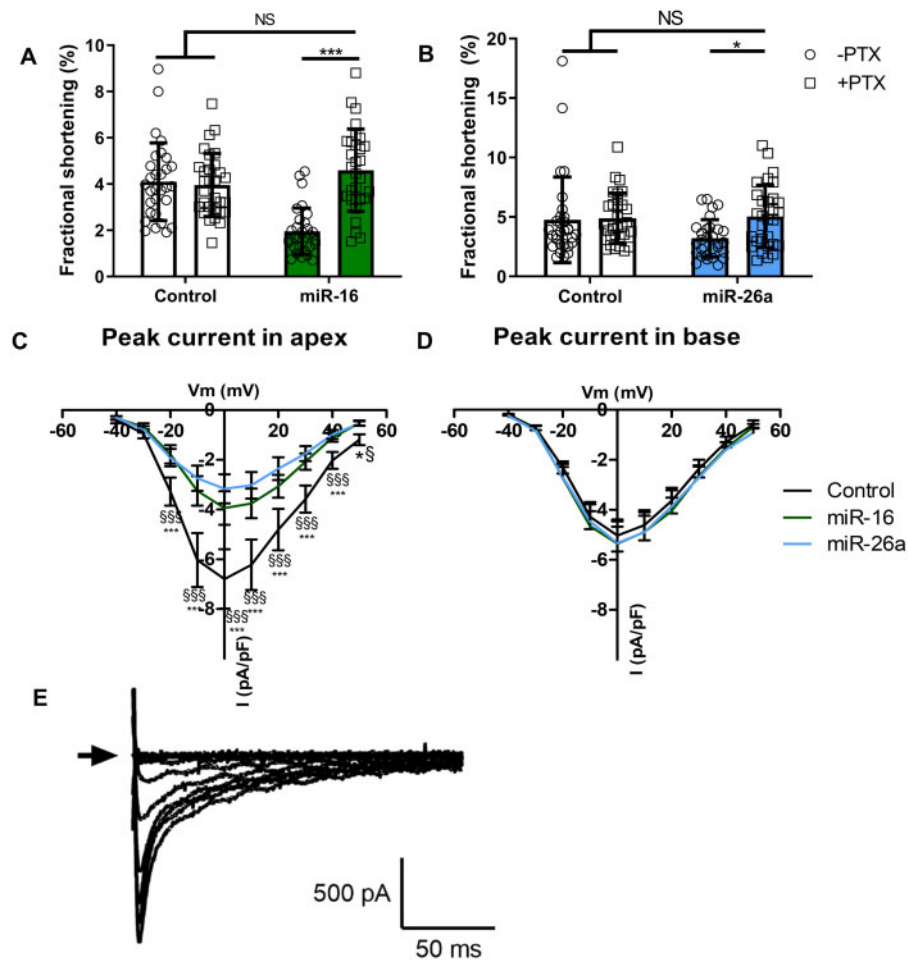 A
Fractional shortening (%)
10
8
6
4
2
0
NS
***
Control
miR-16
B
Fractional shortening (%)
20
15
10
5
0
NS
*
Control
miR-26a
-PTX
+PTX
C
Peak current in apex
Vm (mV)
-60 -40 -20 0 20 40 60
-2
-4
-6
-8
I (pA/pF)
§§§
***
§§§
***
§§§
***
§§§
***
§§§
***
§§§
***
§§§
***
*§
D
Peak current in base
Vm (mV)
-60 -40 -20 0 20 40 60
-2
-4
-6
-8
I (pA/pF)
Control
miR-16
miR-26a
E
500 pA
50 ms